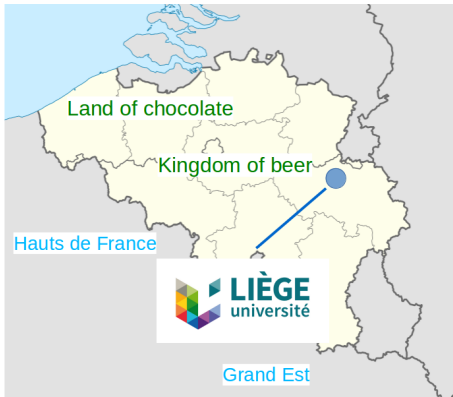 Land of chocolate
Kingdom of beer
Hauts de France
LIÈGE
université
Grand Est